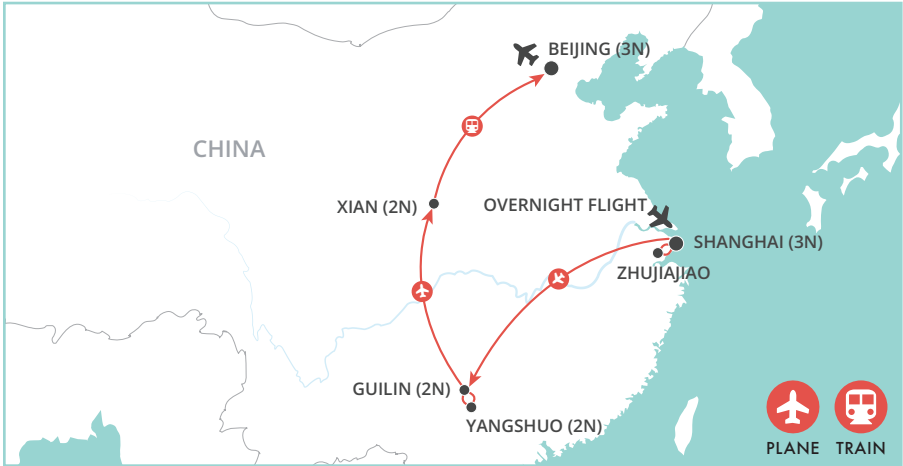 BEIJING (3N)
CHINA
XIAN (2N)
OVERNIGHT FLIGHT
SHANGHAI (3N)
ZHUJIAJIAO
GUILIN (2N)
YANGSHUO (2N)
PLANE
TRAIN